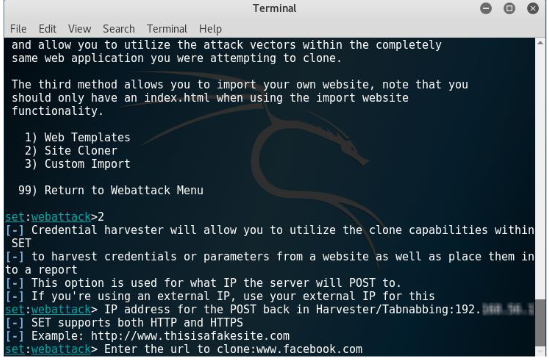 Terminal
File Edit View Search Terminal Help
and allow you to utilize the attack vectors within the completely
same web application you were attempting to clone.
The third method allows you to import your own website, note that you
should only have an index.html when using the import website
functionality.
1) Web Templates
2) Site Cloner
3) Custom Import
99) Return to Webattack Menu
set:webattack>2
[-] Credential harvester will allow you to utilize the clone capabilities within
SET
[-] to harvest credentials or parameters from a website as well as place them in
to a report
[-] This option is used for what IP the server will POST to.
[-] If you're using an external IP, use your external IP for this
set:webattack> IP address for the POST back in Harvester/Tabnabbing:192.
[-] SET supports both HTTP and HTTPS
[-] Example: http://www.thisisafakesite.com
set:webattack> Enter the url to clone:www.facebook.com